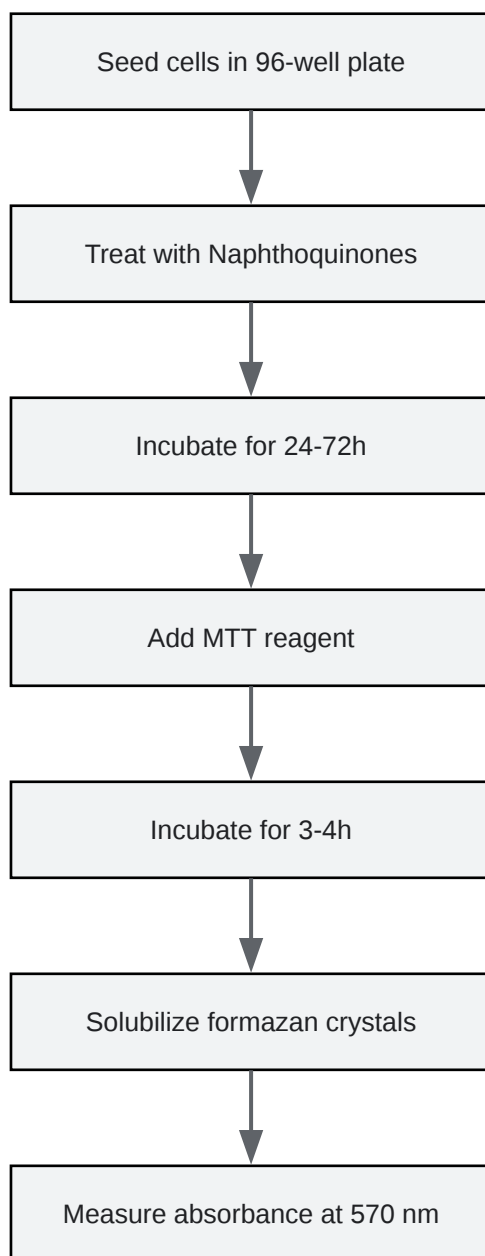 Seed cells in 96-well plate
Treat with Naphthoquinones
Incubate for 24-72h
Add MTT reagent
Incubate for 3-4h
Solubilize formazan crystals
Measure absorbance at 570 nm